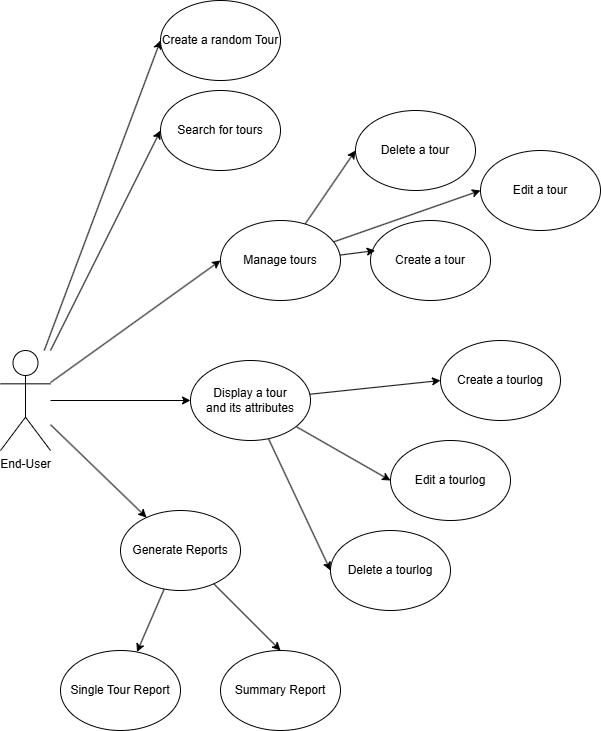 Create a random Tour
Search for tours
Delete a tour
Edit a tour
Manage tours
Create a tour
Create a tourlog
Display a tour
and its attributes
End-User
Edit a tourlog
Generate Reports
Delete a tourlog
Single Tour Report
Summary Report